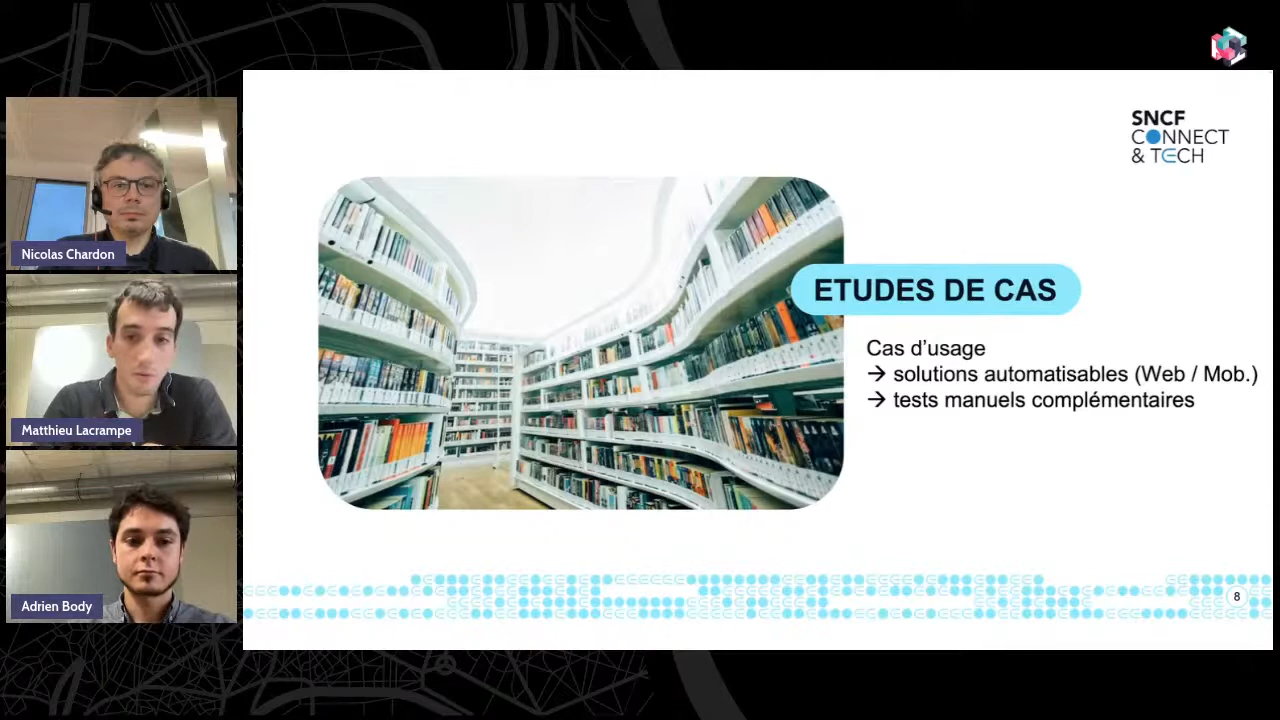 Nicolas Chardon
Matthieu Lacrampe
Adrien Body
SNCF
CONNECT
& TECH
ETUDES DE CAS
Cas d’usage
→ solutions automatisables (Web / Mob.)
→ tests manuels complémentaires
8